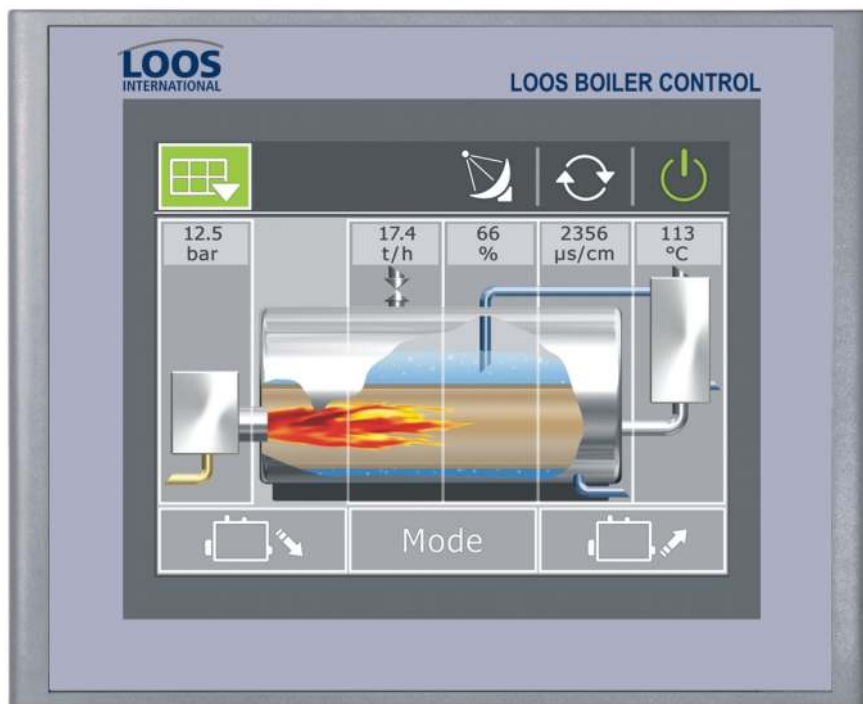 LOOS
INTERNATIONAL
LOOS BOILER CONTROL
12.5
bar
17.4
t/h
66
%
2356
µs/cm
113
°C
Mode